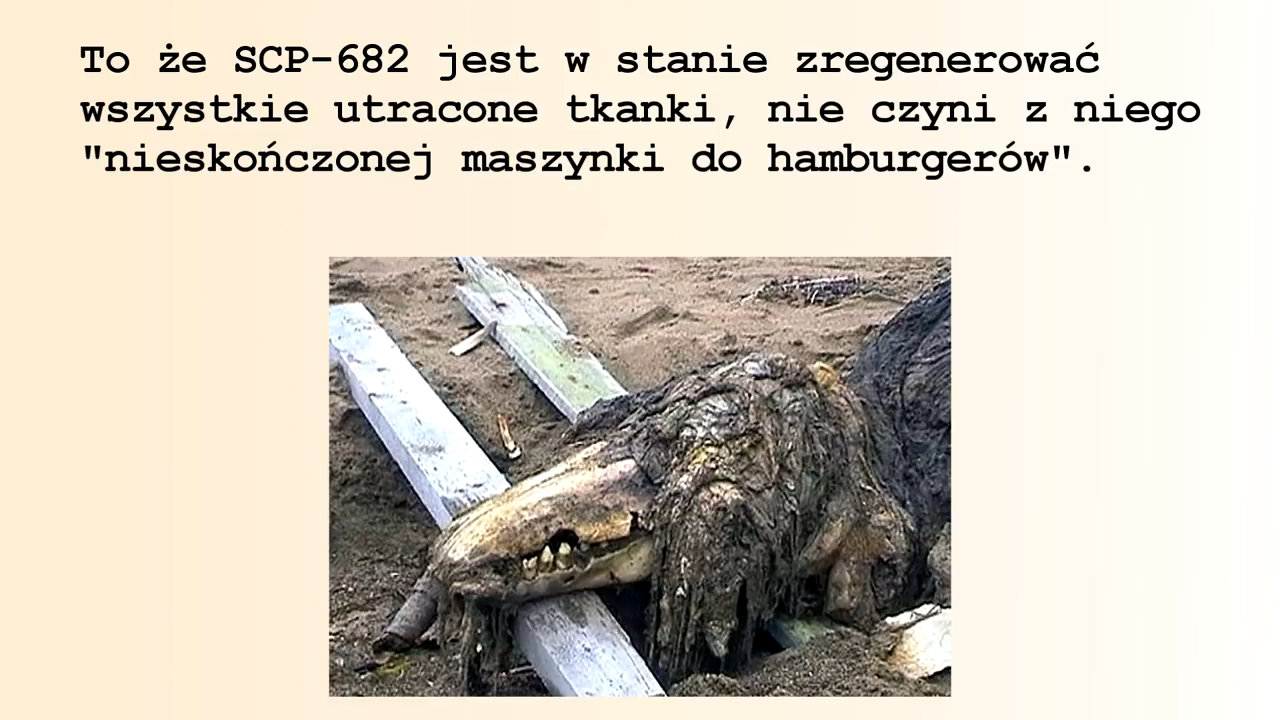 To że SCP-682 jest w stanie zregenerować
wszystkie utracone tkanki, nie czyni z niego
"nieskończonej maszynki do hamburgerów".